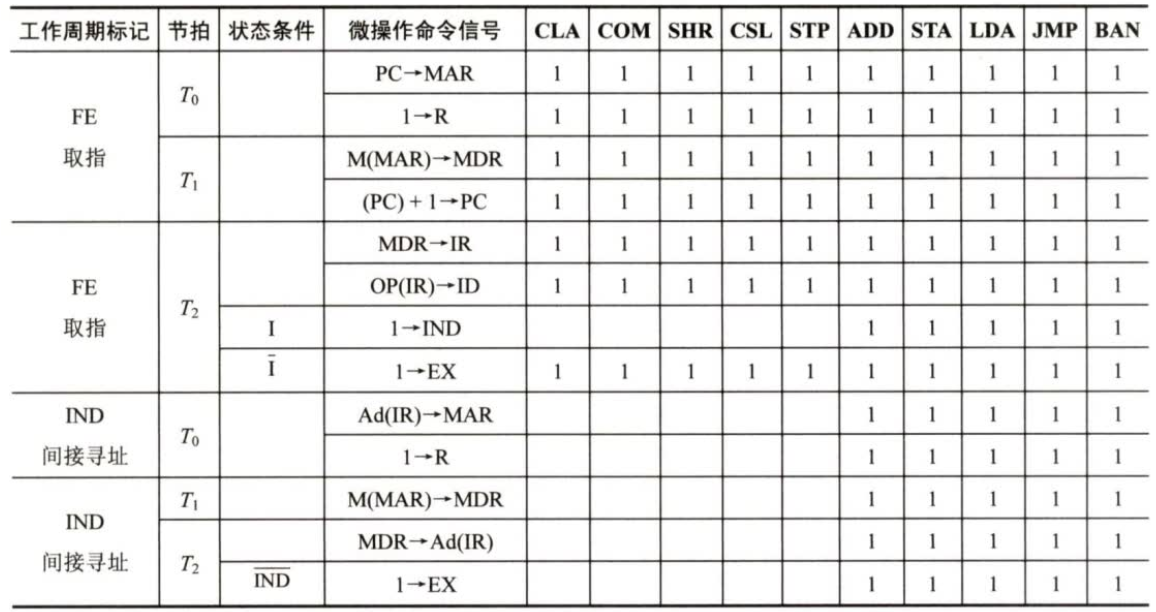 工作周期标记 节拍 状态条件 微操作命令信号 CLA COM SHR CSL STP ADD STA LDA JMP BAN
FE
取指
T₀
PC→MAR 1 1 1 1 1 1 1 1 1 1
1→R 1 1 1 1 1 1 1 1 1 1
T₁
M(MAR)→MDR 1 1 1 1 1 1 1 1 1 1
(PC) + 1→PC 1 1 1 1 1 1 1 1 1 1
FE
取指
T₂
MDR→IR 1 1 1 1 1 1 1 1 1 1
OP(IR)→ID 1 1 1 1 1 1 1 1 1 1
I 1→IND 1 1 1 1 1
Ī 1→EX 1 1 1 1 1 1 1 1 1 1
IND
间接寻址
T₀
Ad(IR)→MAR 1 1 1 1 1
1→R 1 1 1 1 1
IND
间接寻址
T₁
M(MAR)→MDR 1 1 1 1 1
T₂
MDR→Ad(IR) 1 1 1 1 1
I̅N̅D̅ 1→EX 1 1 1 1 1